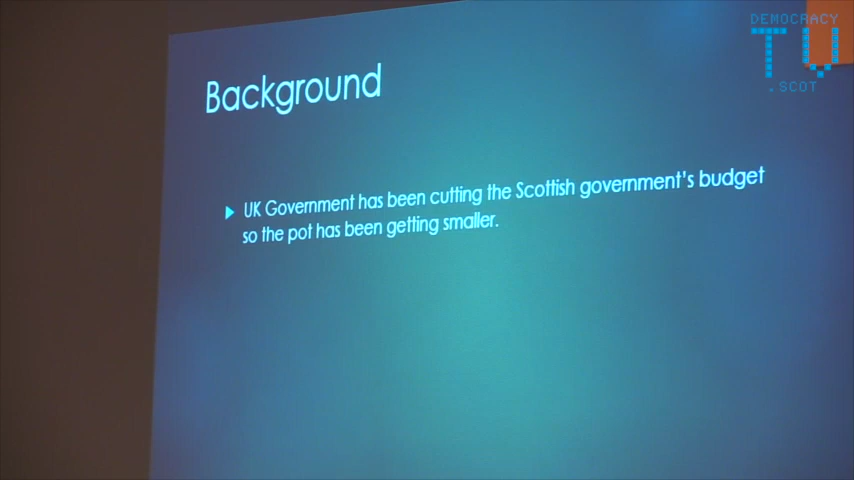 DEMOCRACY
TV
.SCOT
Background
UK Government has been cutting the Scottish government's budget
so the pot has been getting smaller.